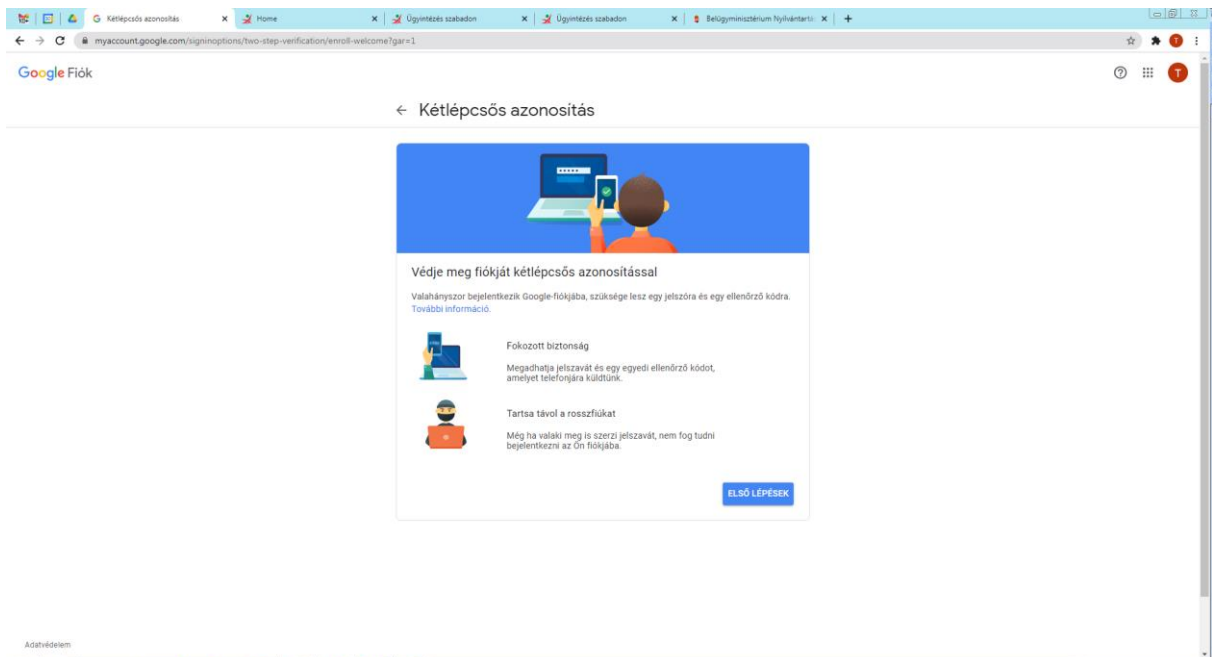 Kétlépcsős azonosítás
Home
Ügyintézés szabadon
Ügyintézés szabadon
Belügyminisztérium Nyilvántartá
myaccount.google.com/signinoptions/two-step-verification/enroll-welcome?gar=1
T
Google Fiók
T
Kétlépcsős azonosítás
Védje meg fiókját kétlépcsős azonosítással
Valahányszor bejelentkezik Google-fiókjába, szüksége lesz egy jelszóra és egy ellenőrző kódra.
További információ.
Fokozott biztonság
Megadhatja jelszavát és egy egyedi ellenőrző kódot,
amelyet telefonjára küldtünk.
Tartsa távol a rosszfiúkat
Még ha valaki meg is szerzi jelszavát, nem fog tudni
bejelentkezni az Ön fiókjába.
ELSŐ LÉPÉSEK
Adatvédelem